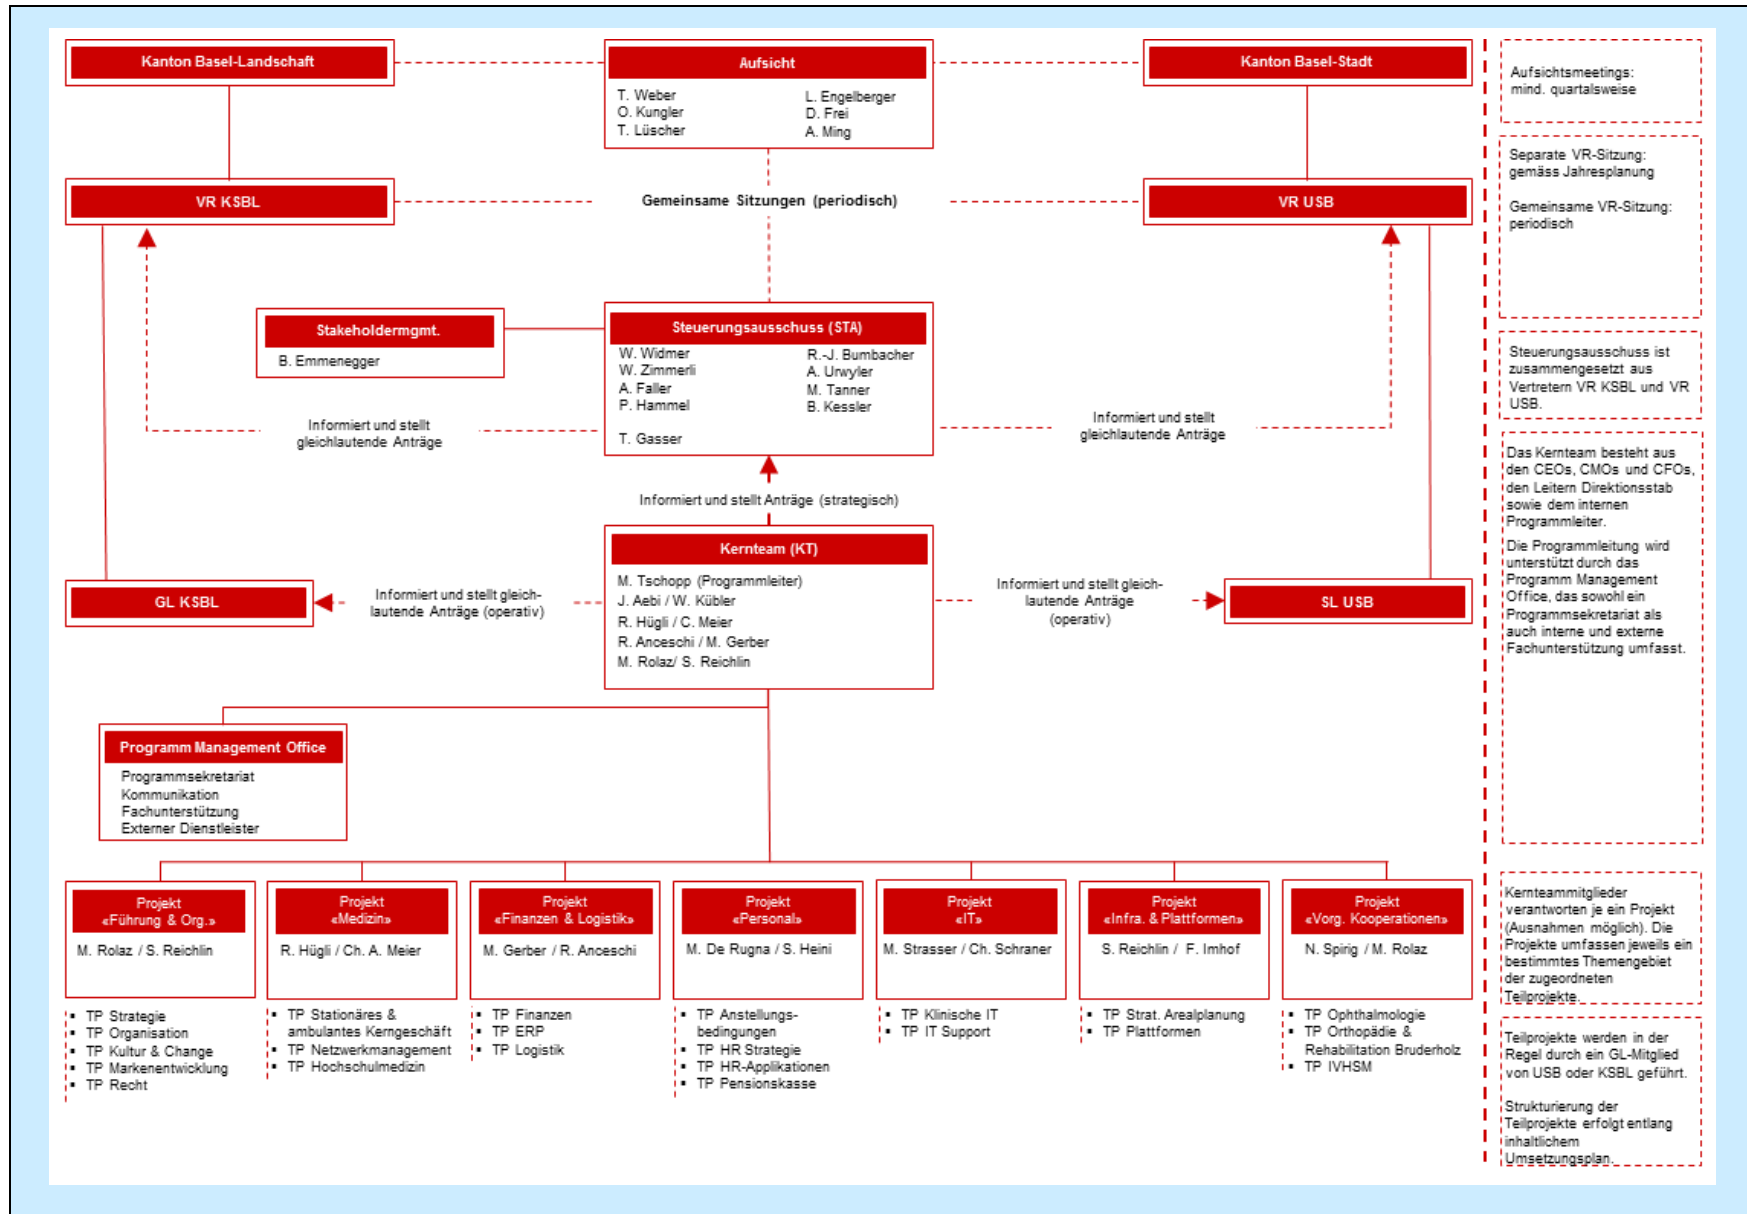 Kanton Basel-Landschaft
Aufsicht
Kanton Basel-Stadt
T. Weber
O. Kungler
T. Lüscher
L. Engelberger
D. Frei
A. Ming
Aufsichtsmeetings:
mind. quartalsweise
VR KSBL
Gemeinsame Sitzungen (periodisch)
VR USB
Separate VR-Sitzung:
gemäss Jahresplanung
Gemeinsame VR-Sitzung:
periodisch
Stakeholdermgmt.
B. Emmenegger
Steuerungsausschuss (STA)
W. Widmer
W. Zimmerli
A. Faller
P. Hammel
T. Gasser
R.-J. Bumbacher
A. Urwyler
M. Tanner
B. Kessler
Steuerungsausschuss ist
zusammengesetzt aus
Vertretern VR KSBL und VR
USB.
Informiert und stellt
gleichlautende Anträge
Informiert und stellt
gleichlautende Anträge
Informiert und stellt Anträge (strategisch)
Kernteam (KT)
M. Tschopp (Programmleiter)
J. Aebi / W. Kübler
R. Hügli / C. Meier
R. Anceschi / M. Gerber
M. Rolaz/ S. Reichlin
GL KSBL
Informiert und stellt gleich-
lautende Anträge (operativ)
Informiert und stellt gleich-
lautende Anträge
(operativ)
SL USB
Das Kernteam besteht aus
den CEOs, CMOs und CFOs,
den Leitern Direktionsstab
sowie dem internen
Programmleiter.
Die Programmleitung wird
unterstützt durch das
Programm Management
Office, das sowohl ein
Programmsekretariat als
auch interne und externe
Fachunterstützung umfasst.
Programm Management Office
Programmsekretariat
Kommunikation
Fachunterstützung
Externer Dienstleister
Projekt
«Führung & Org.»
M. Rolaz / S. Reichlin
▪ TP Strategie
▪ TP Organisation
▪ TP Kultur & Change
▪ TP Markenentwicklung
▪ TP Recht
Projekt
«Medizin»
R. Hügli / Ch. A. Meier
▪ TP Stationäres &
ambulantes Kerngeschäft
▪ TP Netzwerkmanagement
▪ TP Hochschulmedizin
Projekt
«Finanzen & Logistik»
M. Gerber / R. Anceschi
▪ TP Finanzen
▪ TP ERP
▪ TP Logistik
Projekt
«Personal»
M. De Rugna / S. Heini
▪ TP Anstellungs-
bedingungen
▪ TP HR Strategie
▪ TP HR-Applikationen
▪ TP Pensionskasse
Projekt
«IT»
M. Strasser / Ch. Schraner
▪ TP Klinische IT
▪ TP IT Support
Projekt
«Infra. & Plattformen»
S. Reichlin / F. Imhof
▪ TP Strat. Arealplanung
▪ TP Plattformen
Projekt
«Vorg. Kooperationen»
N. Spirig / M. Rolaz
▪ TP Ophthalmologie
▪ TP Orthopädie &
Rehabilitation Bruderholz
▪ TP IVHSM
Kernteammitglieder
verantworten je ein Projekt
(Ausnahmen möglich). Die
Projekte umfassen jeweils ein
bestimmtes Themengebiet
der zugeordneten
Teilprojekte.
Teilprojekte werden in der
Regel durch ein GL-Mitglied
von USB oder KSBL geführt.
Strukturierung der
Teilprojekte erfolgt entlang
inhaltlichem
Umsetzungsplan.